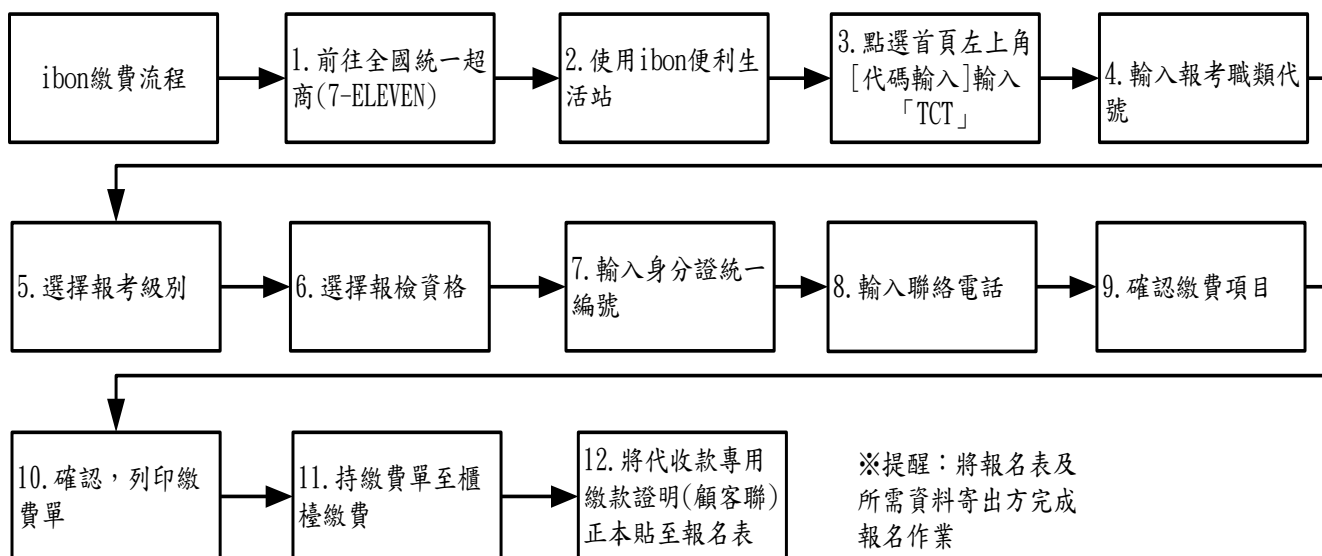 ibon繳費流程
1.前往全國統一超
商(7-ELEVEN)
2.使用ibon便利生
活站
3.點選首頁左上角
[代碼輸入]輸入
「TCT」
4.輸入報考職類代
號
5.選擇報考級別
6.選擇報檢資格
7.輸入身分證統一
編號
8.輸入聯絡電話
9.確認繳費項目
10.確認，列印繳
費單
11.持繳費單至櫃
檯繳費
12.將代收款專用
繳款證明(顧客聯)
正本貼至報名表
※提醒：將報名表及
所需資料寄出方完成
報名作業